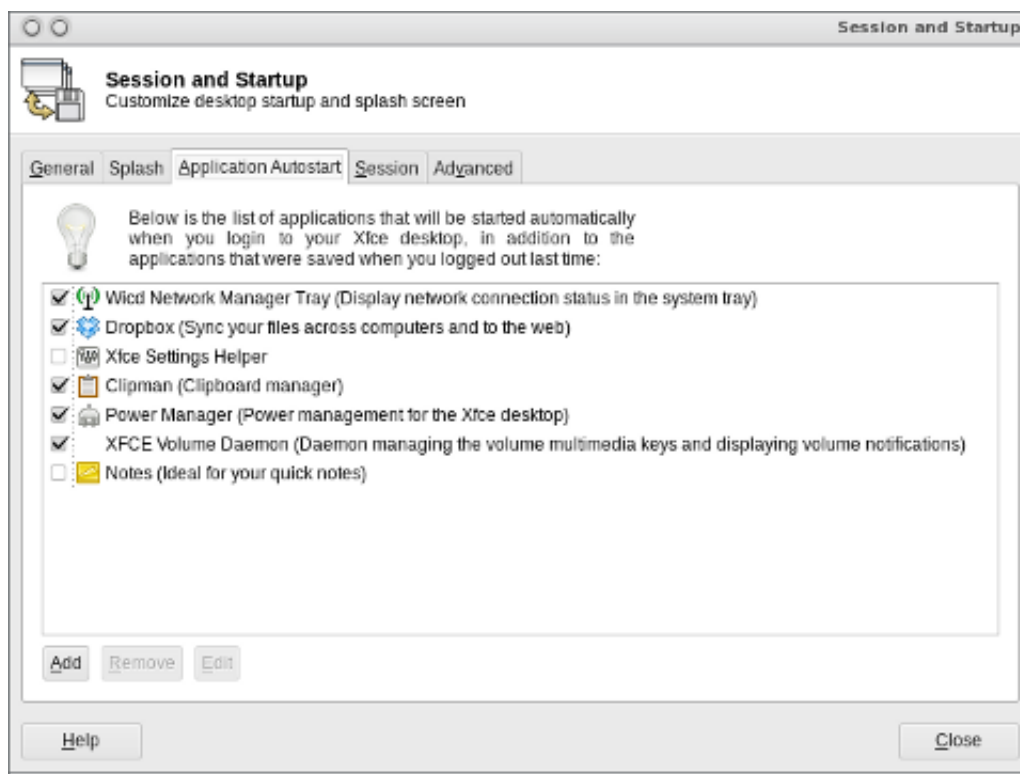 Session and Startup
Session and Startup
Customize desktop startup and splash screen
General Splash Application Autostart Session Advanced
Below is the list of applications that will be started automatically
when you login to your Xfce desktop, in addition to the
applications that were saved when you logged out last time:
Wicd Network Manager Tray (Display network connection status in the system tray)
Dropbox (Sync your files across computers and to the web)
Xfce Settings Helper
Clipman (Clipboard manager)
Power Manager (Power management for the Xfce desktop)
XFCE Volume Daemon (Daemon managing the volume multimedia keys and displaying volume notifications)
Notes (Ideal for your quick notes)
Add Remove Edit
Help Close